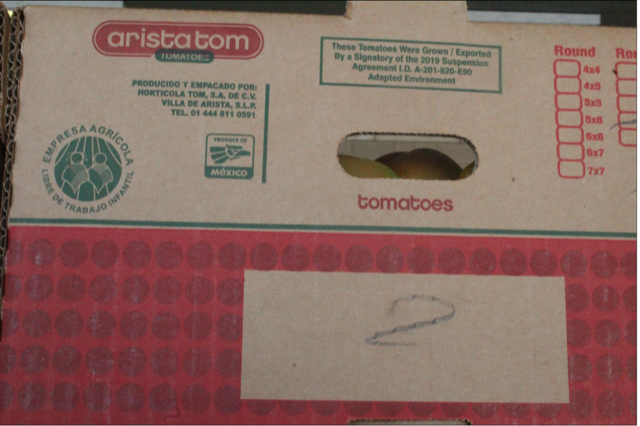 aristatom
TOMATOES
PRODUCIDO Y EMPACADO POR:
HORTICOLA TOM, S.A. DE C.V.
VILLA DE ARISTA, S.L.P.
TEL. 01 444 811 0591
EMPRESA AGRÍCOLA
LIBRE DE TRABAJO INFANTIL
PRODUCE OF
MÉXICO
These Tomatoes Were Grown / Exported
By a Signatory of the 2019 Suspension
Agreement I.D. A-201-820-E90
Adapted Environment
tomatoes
Round
4x4
4x5
5x5
5x6
6x6
6x7
7x7
2